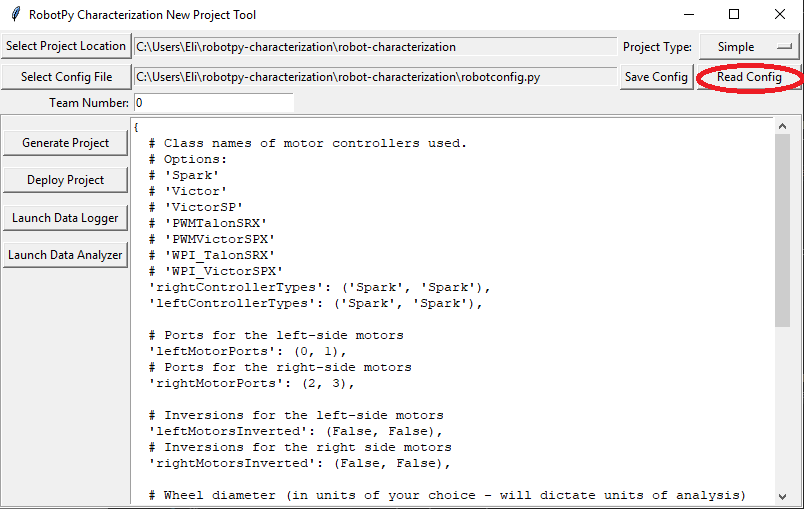 RobotPy Characterization New Project Tool
Select Project Location C:\Users\Eli\robotpy-characterization\robot-characterization Project Type: Simple
Select Config File C:\Users\Eli\robotpy-characterization\robot-characterization\robotconfig.py Save Config Read Config
Team Number: 0
Generate Project
Deploy Project
Launch Data Logger
Launch Data Analyzer
{
# Class names of motor controllers used.
# Options:
# 'Spark'
# 'Victor'
# 'VictorSP'
# 'PWMTalonSRX'
# 'PWMVictorSPX'
# 'WPI_TalonSRX'
# 'WPI_VictorSPX'
'rightControllerTypes': ('Spark', 'Spark'),
'leftControllerTypes': ('Spark', 'Spark'),
# Ports for the left-side motors
'leftMotorPorts': (0, 1),
# Ports for the right-side motors
'rightMotorPorts': (2, 3),
# Inversions for the left-side motors
'leftMotorsInverted': (False, False),
# Inversions for the right side motors
'rightMotorsInverted': (False, False),
# Wheel diameter (in units of your choice - will dictate units of analysis)